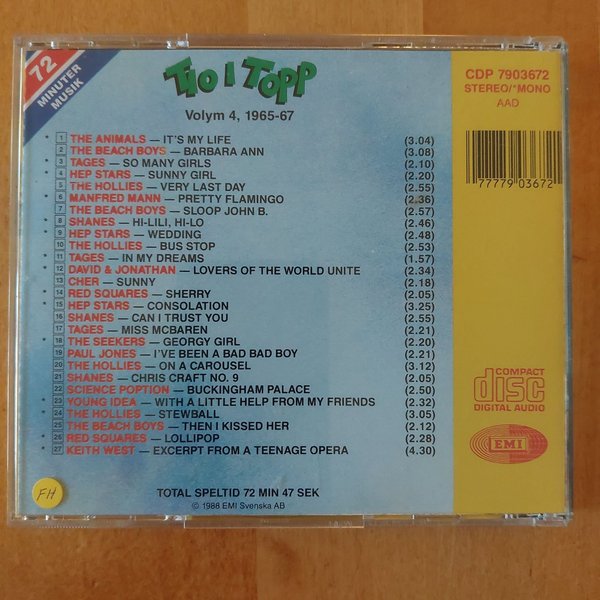 72
MINUTER
MUSIK
TIO I TOPP
Volym 4, 1965-67
CDP 7903672
STEREO/*MONO
AAD
77779 03672
* 1 THE ANIMALS — IT'S MY LIFE (3.04)
2 THE BEACH BOYS — BARBARA ANN (3.08)
* 3 TAGES — SO MANY GIRLS (2.10)
* 4 HEP STARS — SUNNY GIRL (2.20)
5 THE HOLLIES — VERY LAST DAY (2.55)
* 6 MANFRED MANN — PRETTY FLAMINGO (2.36)
7 THE BEACH BOYS — SLOOP JOHN B. (2.57)
* 8 SHANES — HI-LILI, HI-LO (2.46)
* 9 HEP STARS — WEDDING (2.48)
10 THE HOLLIES — BUS STOP (2.53)
* 11 TAGES — IN MY DREAMS (1.57)
* 12 DAVID & JONATHAN — LOVERS OF THE WORLD UNITE (2.34)
13 CHER — SUNNY (2.18)
* 14 RED SQUARES — SHERRY (2.05)
* 15 HEP STARS — CONSOLATION (3.25)
16 SHANES — CAN I TRUST YOU (2.55)
17 TAGES — MISS MCBAREN (2.21)
* 18 THE SEEKERS — GEORGY GIRL (2.20)
19 PAUL JONES — I'VE BEEN A BAD BAD BOY (2.21)
20 THE HOLLIES — ON A CAROUSEL (3.12)
21 SHANES — CHRIS CRAFT NO. 9 (2.05)
22 SCIENCE POPTION — BUCKINGHAM PALACE (2.50)
* 23 YOUNG IDEA — WITH A LITTLE HELP FROM MY FRIENDS (2.32)
* 24 THE HOLLIES — STEWBALL (3.05)
25 THE BEACH BOYS — THEN I KISSED HER (2.12)
* 26 RED SQUARES — LOLLIPOP (2.28)
* 27 KEITH WEST — EXCERPT FROM A TEENAGE OPERA (4.30)
COMPACT
disc
DIGITAL AUDIO
EMI
FH
TOTAL SPELTID 72 MIN 47 SEK
© 1988 EMI Svenska AB